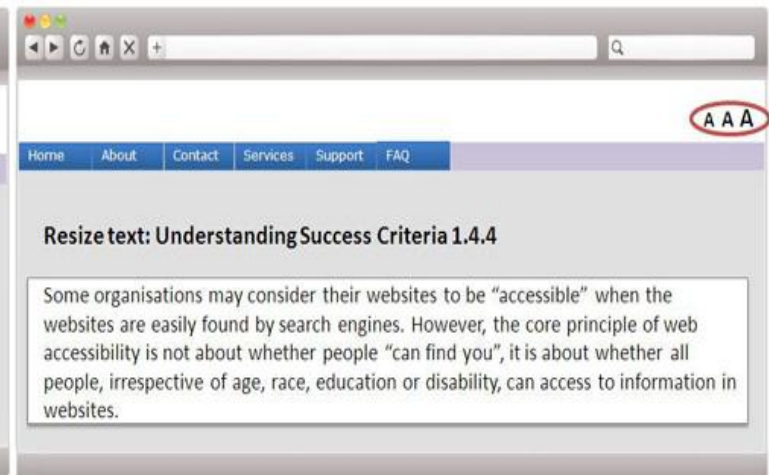 A A A
Home About Contact Services Support FAQ
Resize text: Understanding Success Criteria 1.4.4
Some organisations may consider their websites to be “accessible” when the
websites are easily found by search engines. However, the core principle of web
accessibility is not about whether people “can find you”, it is about whether all
people, irrespective of age, race, education or disability, can access to information in
websites.